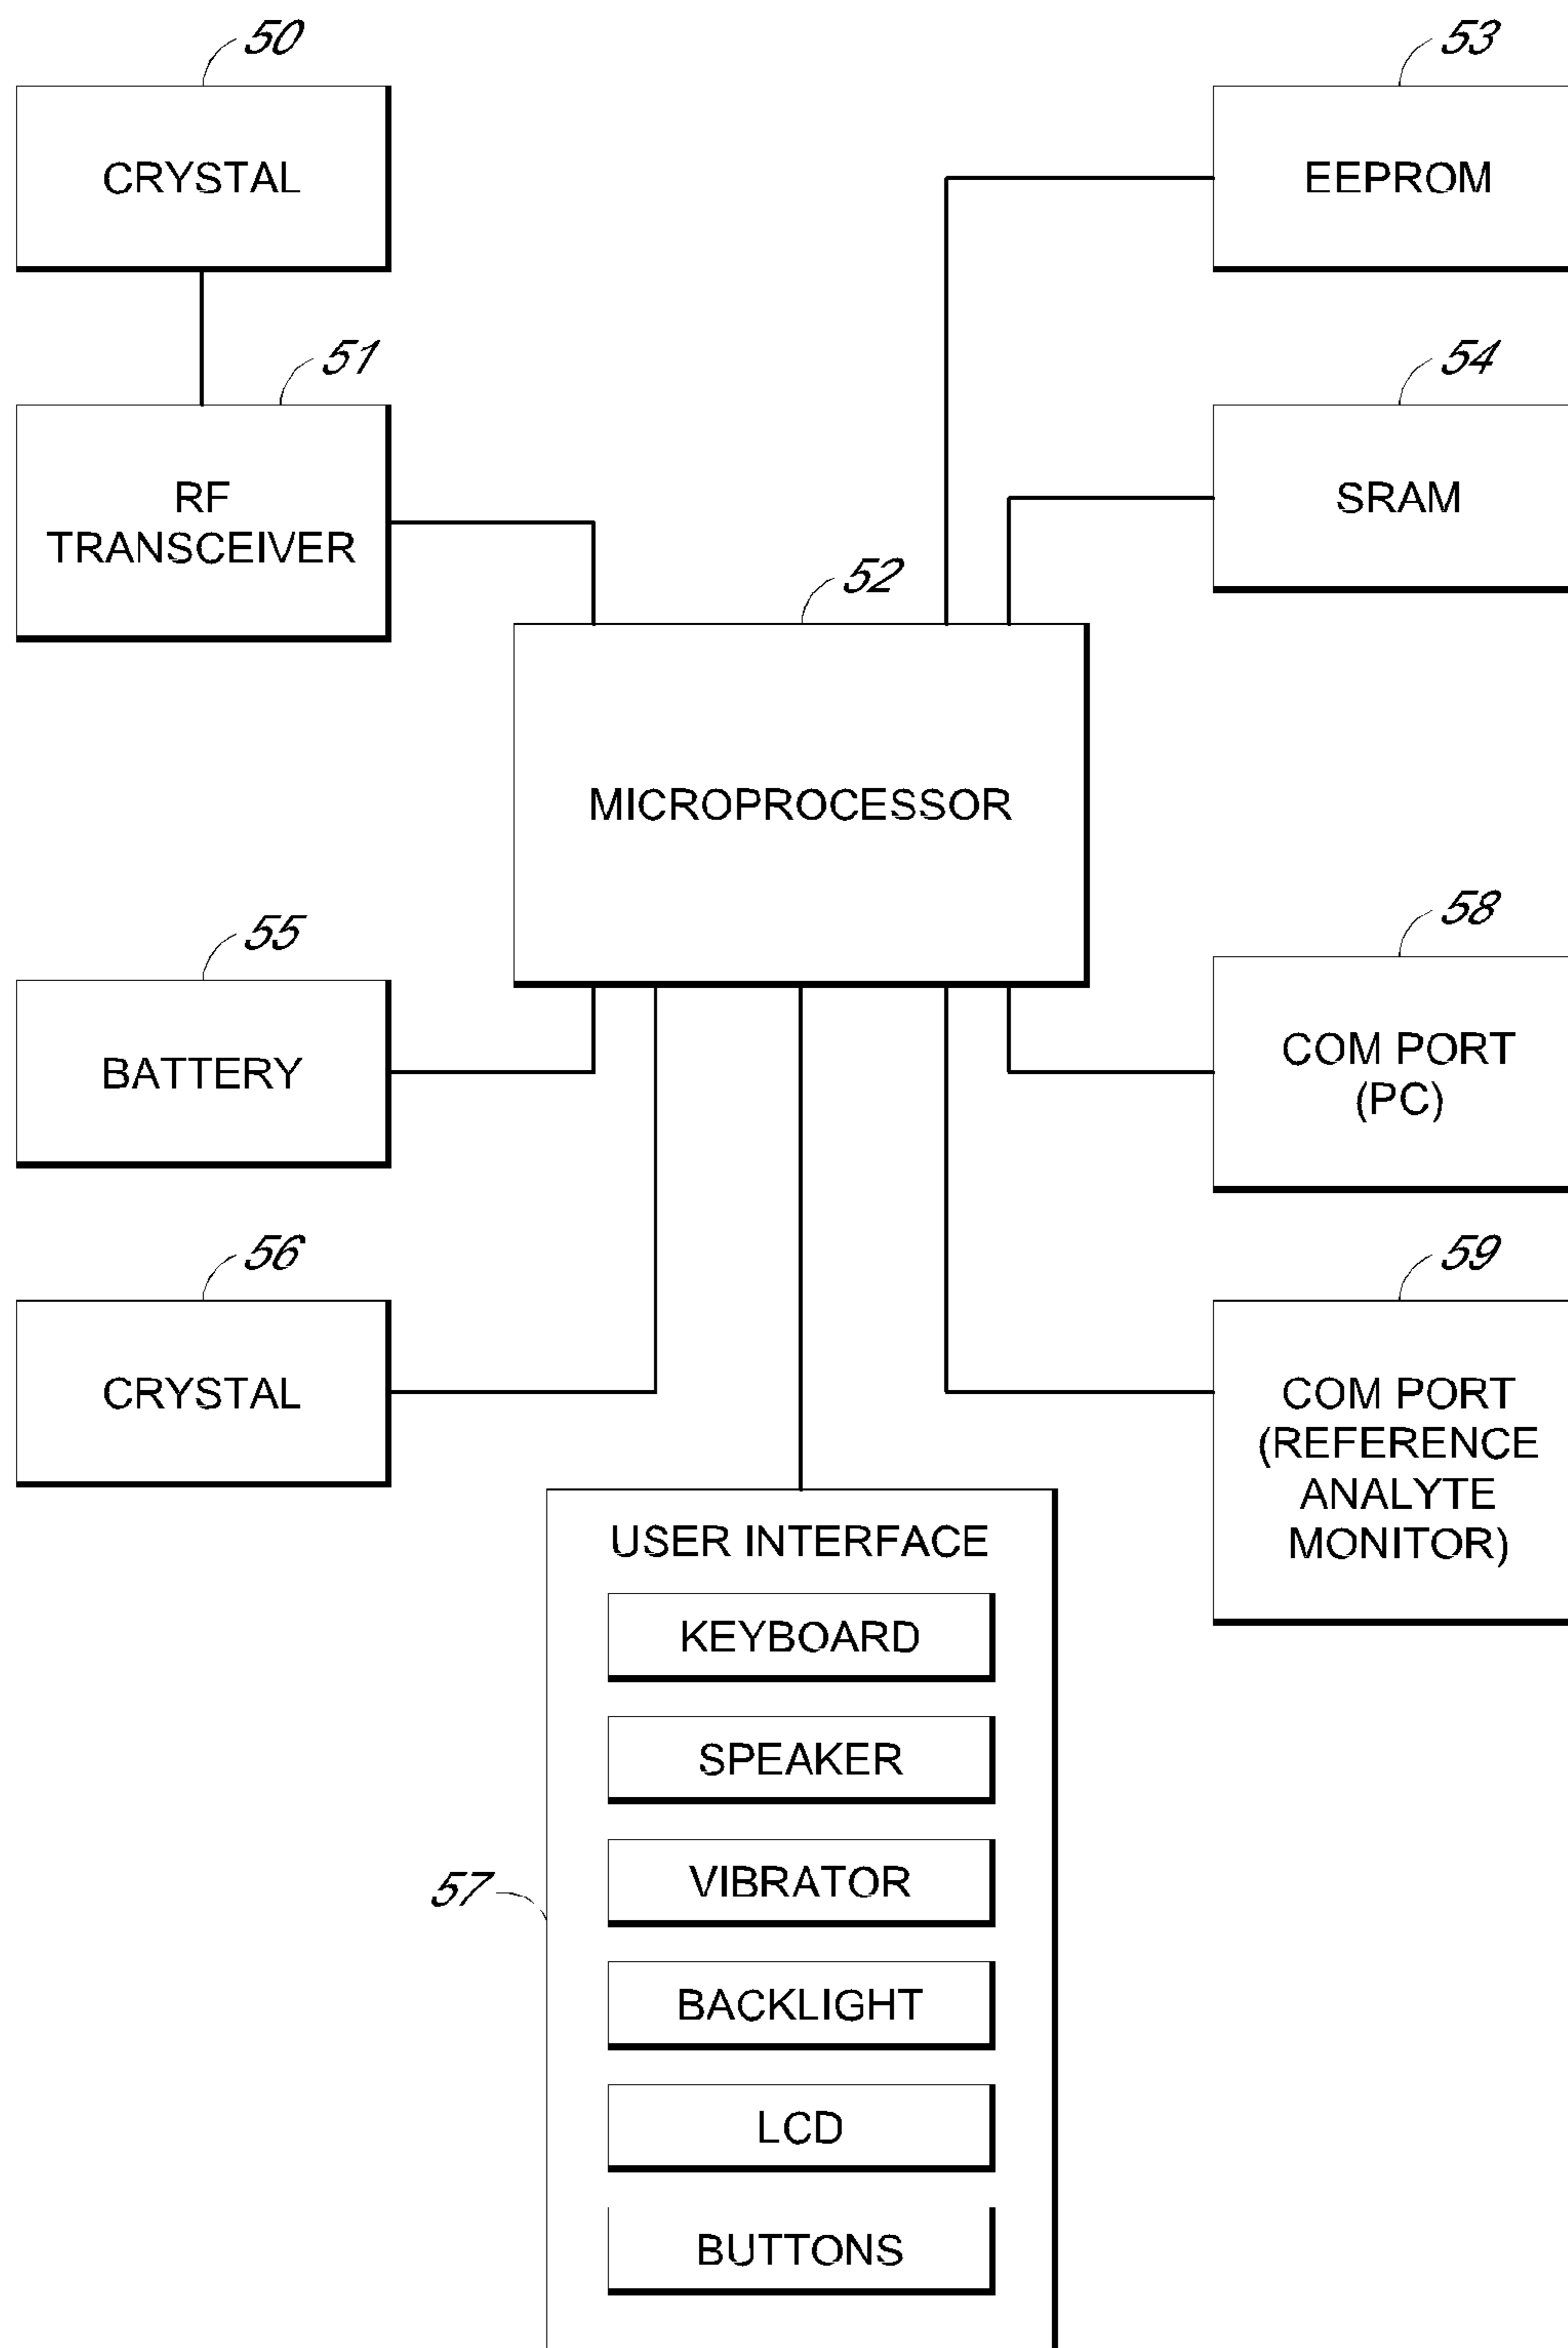 50
CRYSTAL
53
EEPROM
51
RF
TRANSCEIVER
54
SRAM
52
MICROPROCESSOR
55
BATTERY
58
COM PORT
(PC)
56
CRYSTAL
59
COM PORT
(REFERENCE
ANALYTE
MONITOR)
USER INTERFACE
KEYBOARD
SPEAKER
57
VIBRATOR
BACKLIGHT
LCD
BUTTONS